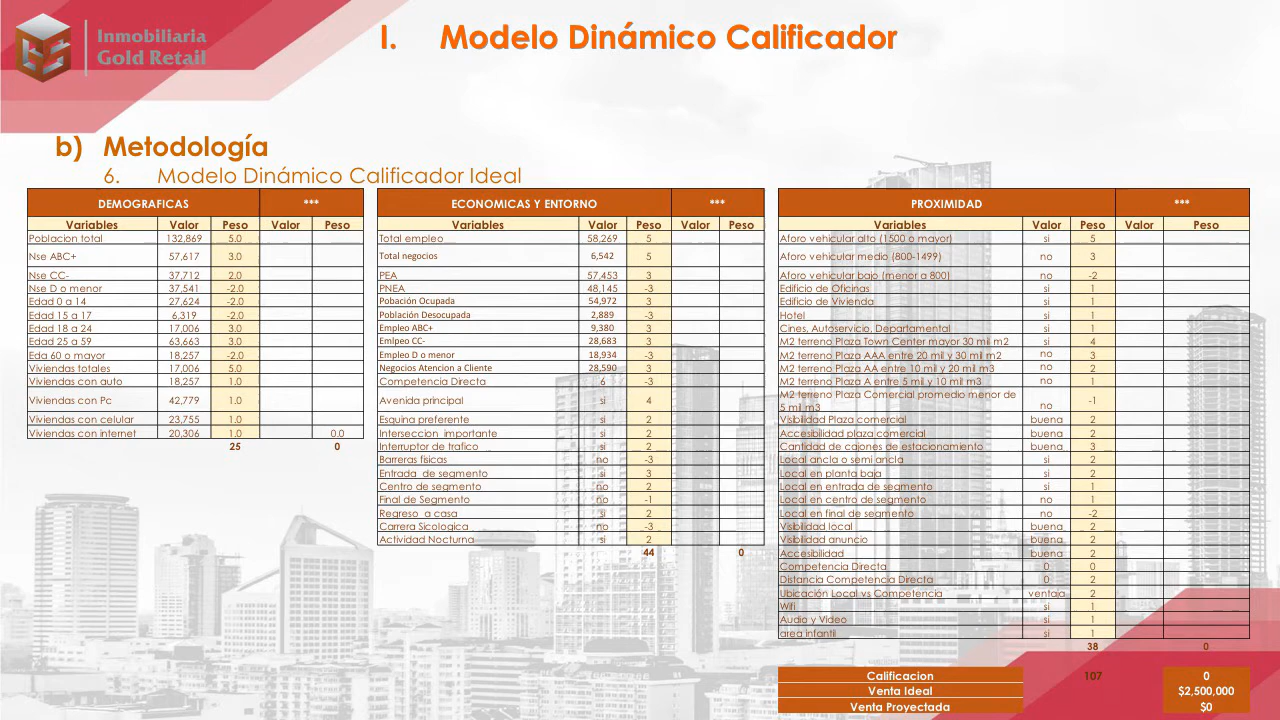 Inmobiliaria
Gold Retail
I. Modelo Dinámico Calificador
b) Metodología
6. Modelo Dinámico Calificador Ideal
DEMOGRAFICAS ***
Variables Valor Peso Valor Peso
Poblacion total 132,869 5.0
Nse ABC+ 57,617 3.0
Nse CC- 37,712 2.0
Nse D o menor 37,541 -2.0
Edad 0 a 14 27,624 -2.0
Edad 15 a 17 6,319 -2.0
Edad 18 a 24 17,006 3.0
Edad 25 a 59 63,663 3.0
Eda 60 o mayor 18,257 -2.0
Viviendas totales 17,006 5.0
Viviendas con auto 18,257 1.0
Viviendas con Pc 42,779 1.0
Viviendas con celular 23,755 1.0
Viviendas con internet 20,306 1.0 0.0
25 0
ECONOMICAS Y ENTORNO ***
Variables Valor Peso Valor Peso
Total empleo 58,269 5
Total negocios 6,542 5
PEA 57,453 3
PNEA 48,145 -3
Pobación Ocupada 54,972 3
Población Desocupada 2,889 -3
Empleo ABC+ 9,380 3
Emlpeo CC- 28,683 3
Empleo D o menor 18,934 -3
Negocios Atencion a Cliente 28,590 3
Competencia Directa 6 -3
Avenida principal si 4
Esquina preferente si 2
Interseccion importante si 2
Interruptor de trafico si 2
Barreras fisicas no -3
Entrada de segmento si 3
Centro de segmento no 2
Final de Segmento no -1
Regreso a casa si 2
Carrera Sicologica no -3
Actividad Nocturna si 2
44 0
PROXIMIDAD ***
Variables Valor Peso Valor Peso
Aforo vehicular alto (1500 o mayor) si 5
Aforo vehicular medio (800-1499) no 3
Aforo vehicular bajo (menor a 800) no -2
Edificio de Oficinas si 1
Edificio de Vivienda si 1
Hotel si 1
Cines, Autoservicio, Departamental si 1
M2 terreno Plaza Town Center mayor 30 mil m2 si 4
M2 terreno Plaza AAA entre 20 mil y 30 mil m2 no 3
M2 terreno Plaza AA entre 10 mil y 20 mil m2 no 2
M2 terreno Plaza A entre 5 mil y 10 mil m3 no 1
M2 terreno Plaza Comercial promedio menor de
5 mil m3 no -1
Visbilidad Plaza comercial buena 2
Accesibilidad plaza comercial buena 2
Cantidad de cajones de estacionamiento buena 3
Local ancla o semi ancla si 2
Local en planta baja si 2
Local en entrada de segmento si 1
Local en centro de segmento no 1
Local en final de segmento no -2
Visibilidad local buena 2
Visibilidad anuncio buena 2
Accesibilidad buena 2
Competencia Directa 0 0
Distancia Competencia Directa 0 2
Ubicación Local vs Competencia ventaja 2
Wifi si 1
Audio y Video si 1
area infantil si 1
38 0
Calificacion 107 0
Venta Ideal $2,500,000
Venta Proyectada $0